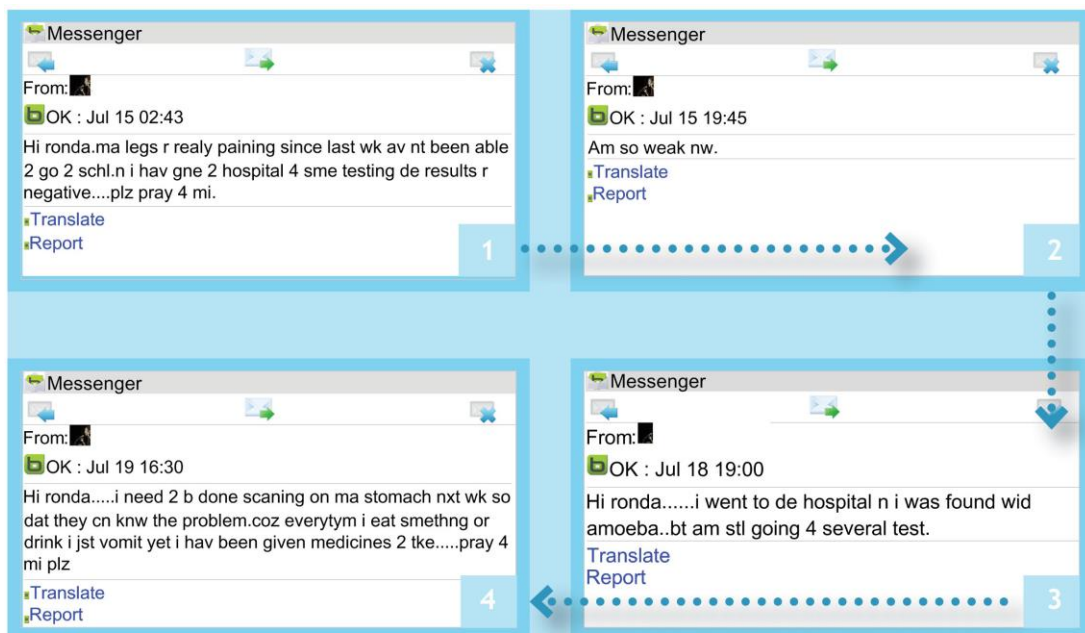 Messenger
From:
OK : Jul 15 02:43
Hi ronda.ma legs r realy paining since last wk av nt been able
2 go 2 schl.n i hav gne 2 hospital 4 sme testing de results r
negative....plz pray 4 mi.
Translate
Report
1
Messenger
From:
OK : Jul 15 19:45
Am so weak nw.
Translate
Report
2
Messenger
From:
OK : Jul 18 19:00
Hi ronda......i went to de hospital n i was found wid
amoeba..bt am stl going 4 several test.
Translate
Report
3
Messenger
From:
OK : Jul 19 16:30
Hi ronda.....i need 2 b done scaning on ma stomach nxt wk so
dat they cn knw the problem.coz everytym i eat smethng or
drink i jst vomit yet i hav been given medicines 2 tke.....pray 4
mi plz
Translate
Report
4